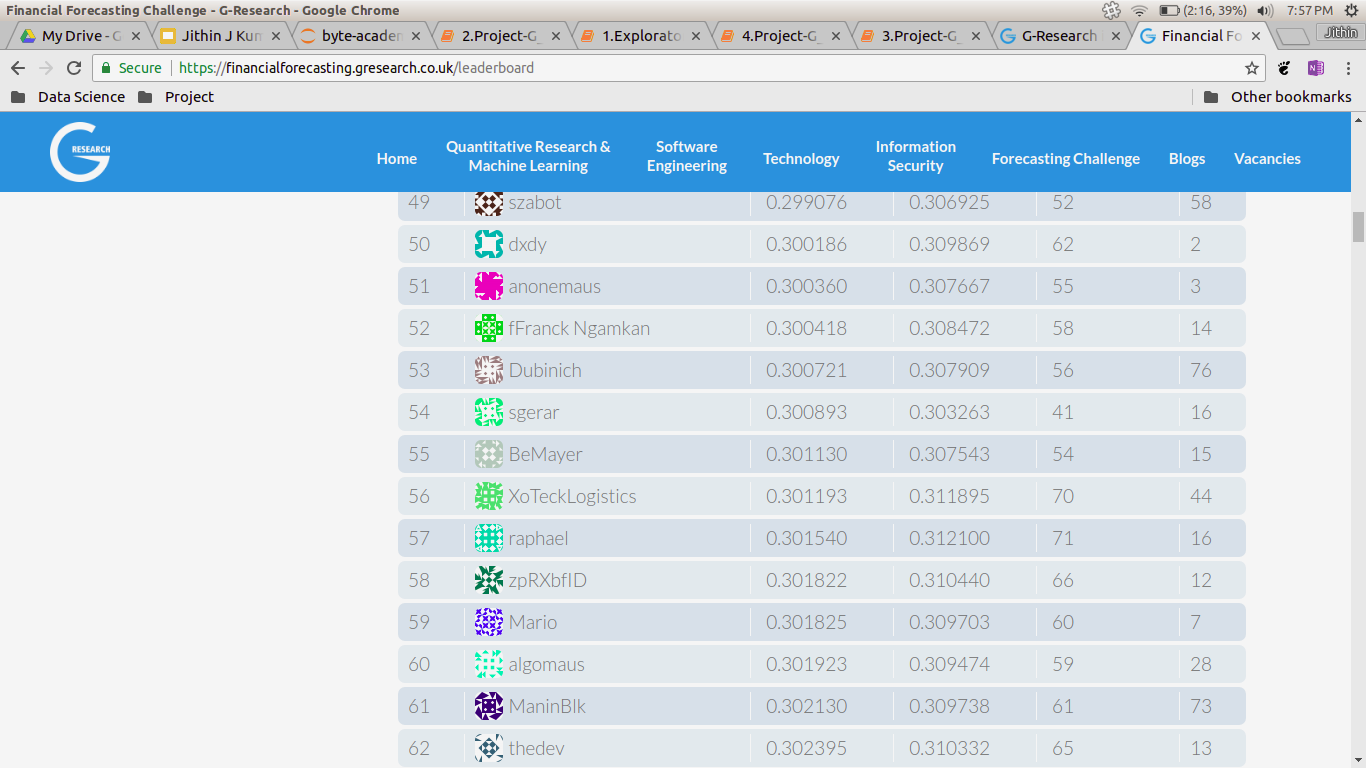 Financial Forecasting Challenge - G-Research - Google Chrome
(2:16, 39%) 7:57 PM
My Drive - G
Jithin J Kum
byte-academ
2.Project-G_
1.Explorato
4.Project-G_
3.Project-G_
G-Research
Financial Fo
Jithin
Secure https://financialforecasting.gresearch.co.uk/leaderboard
Data Science Project Other bookmarks
G RESEARCH
Home
Quantitative Research &
Machine Learning
Software
Engineering
Technology
Information
Security
Forecasting Challenge
Blogs
Vacancies
49 szabot 0.299076 0.306925 52 58
50 dxdy 0.300186 0.309869 62 2
51 anonemaus 0.300360 0.307667 55 3
52 fFranck Ngamkan 0.300418 0.308472 58 14
53 Dubinich 0.300721 0.307909 56 76
54 sgerar 0.300893 0.303263 41 16
55 BeMayer 0.301130 0.307543 54 15
56 XoTeckLogistics 0.301193 0.311895 70 44
57 raphael 0.301540 0.312100 71 16
58 zpRXbfID 0.301822 0.310440 66 12
59 Mario 0.301825 0.309703 60 7
60 algomaus 0.301923 0.309474 59 28
61 ManinBlk 0.302130 0.309738 61 73
62 thedev 0.302395 0.310332 65 13